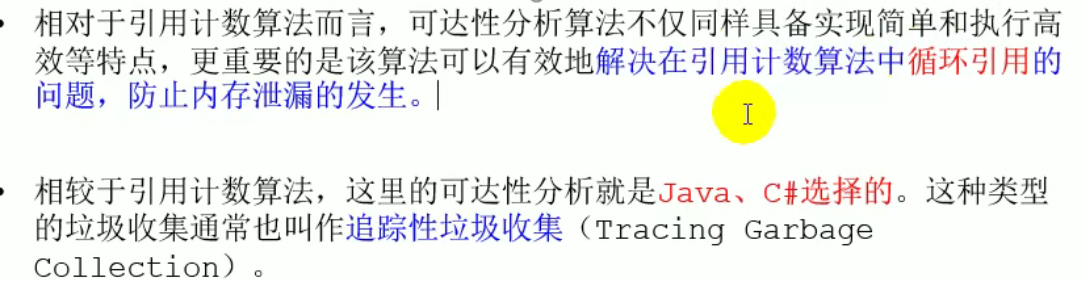 • 相对于引用计数算法而言，可达性分析算法不仅同样具备实现简单和执行高
效等特点，更重要的是该算法可以有效地解决在引用计数算法中循环引用的
问题，防止内存泄漏的发生。
• 相较于引用计数算法，这里的可达性分析就是Java、C#选择的。这种类型
的垃圾收集通常也叫作追踪性垃圾收集（Tracing Garbage
Collection）。